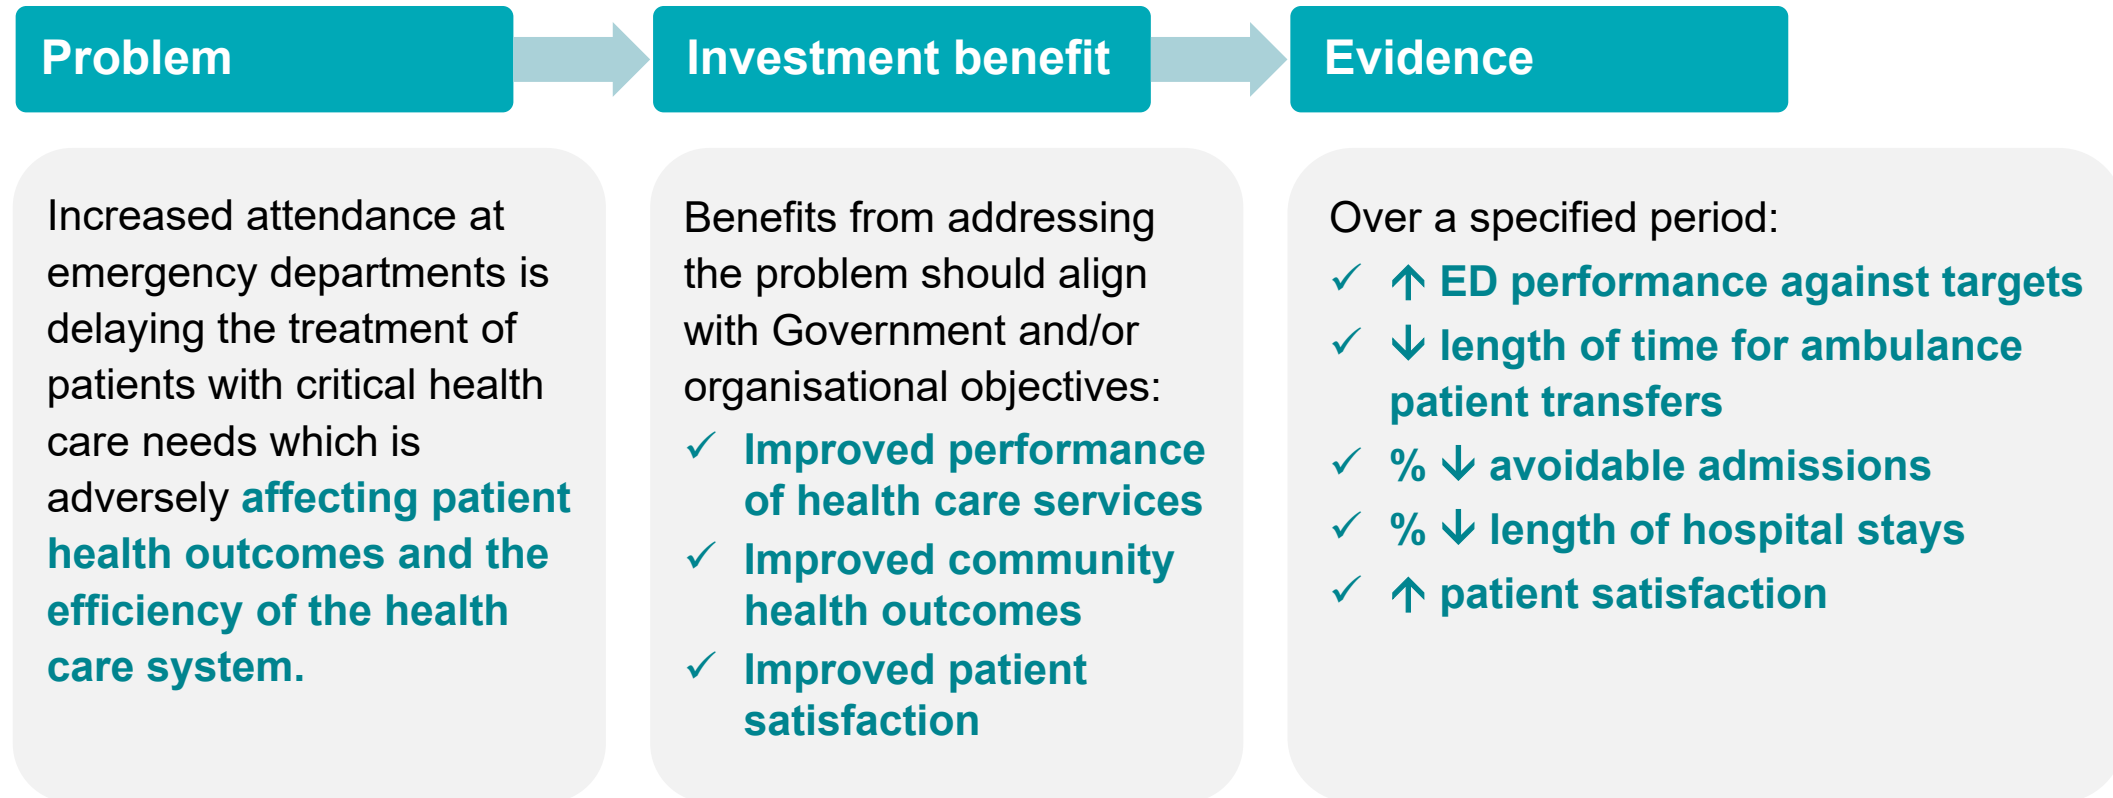 Problem
Investment benefit
Evidence
Increased attendance at
emergency departments is
delaying the treatment of
patients with critical health
care needs which is
adversely affecting patient
health outcomes and the
efficiency of the health
care system.
Benefits from addressing
the problem should align
with Government and/or
organisational objectives:
✓ Improved performance
of health care services
✓ Improved community
health outcomes
✓ Improved patient
satisfaction
Over a specified period:
✓ ↑ ED performance against targets
✓ ↓ length of time for ambulance
patient transfers
✓ % ↓ avoidable admissions
✓ % ↓ length of hospital stays
✓ ↑ patient satisfaction